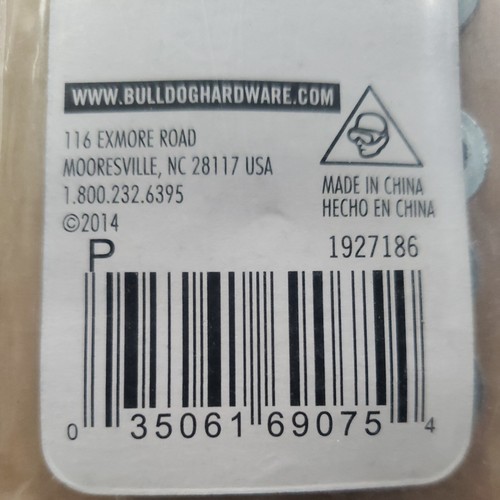 WWW.BULLDOGHARDWARE.COM
116 EXMORE ROAD
MOORESVILLE, NC 28117 USA
1.800.232.6395
©2014
MADE IN CHINA
HECHO EN CHINA
P 1927186
0 35061 69075 4